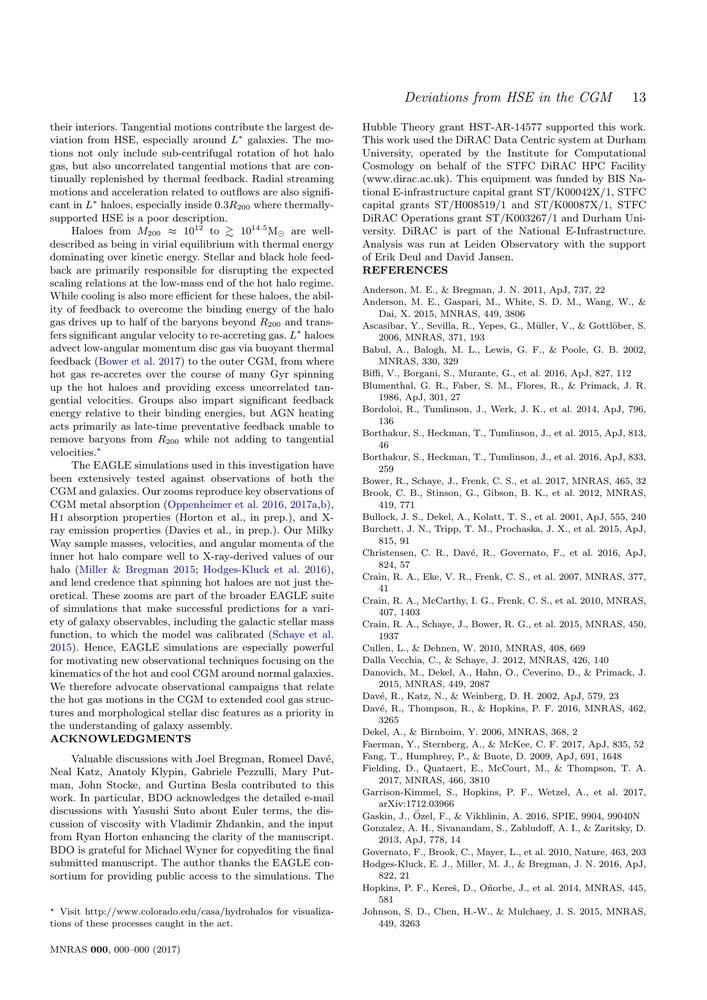 Deviations from HSE in the CGM 13
their interiors. Tangential motions contribute the largest de-
viation from HSE, especially around L* galaxies. The mo-
tions not only include sub-centrifugal rotation of hot halo
gas, but also uncorrelated tangential motions that are con-
tinually replenished by thermal feedback. Radial streaming
motions and acceleration related to outflows are also signifi-
cant in L* haloes, especially inside 0.3R200 where thermally-
supported HSE is a poor description.
Haloes from M200 ≈ 10^12 to ≳ 10^14.5 M⊙ are well-
described as being in virial equilibrium with thermal energy
dominating over kinetic energy. Stellar and black hole feed-
back are primarily responsible for disrupting the expected
scaling relations at the low-mass end of the hot halo regime.
While cooling is also more efficient for these haloes, the abil-
ity of feedback to overcome the binding energy of the halo
gas drives up to half of the baryons beyond R200 and trans-
fers significant angular velocity to re-accreting gas. L* haloes
advect low-angular momentum disc gas via buoyant thermal
feedback (Bower et al. 2017) to the outer CGM, from where
hot gas re-accretes over the course of many Gyr spinning
up the hot haloes and providing excess uncorrelated tan-
gential velocities. Groups also impart significant feedback
energy relative to their binding energies, but AGN heating
acts primarily as late-time preventative feedback unable to
remove baryons from R200 while not adding to tangential
velocities.*
The EAGLE simulations used in this investigation have
been extensively tested against observations of both the
CGM and galaxies. Our zooms reproduce key observations of
CGM metal absorption (Oppenheimer et al. 2016, 2017a,b),
H I absorption properties (Horton et al., in prep.), and X-
ray emission properties (Davies et al., in prep.). Our Milky
Way sample masses, velocities, and angular momenta of the
inner hot halo compare well to X-ray-derived values of our
halo (Miller & Bregman 2015; Hodges-Kluck et al. 2016),
and lend credence that spinning hot haloes are not just the-
oretical. These zooms are part of the broader EAGLE suite
of simulations that make successful predictions for a vari-
ety of galaxy observables, including the galactic stellar mass
function, to which the model was calibrated (Schaye et al.
2015). Hence, EAGLE simulations are especially powerful
for motivating new observational techniques focusing on the
kinematics of the hot and cool CGM around normal galaxies.
We therefore advocate observational campaigns that relate
the hot gas motions in the CGM to extended cool gas struc-
tures and morphological stellar disc features as a priority in
the understanding of galaxy assembly.
ACKNOWLEDGMENTS
Valuable discussions with Joel Bregman, Romeel Davé,
Neal Katz, Anatoly Klypin, Gabriele Pezzulli, Mary Put-
man, John Stocke, and Gurtina Besla contributed to this
work. In particular, BDO acknowledges the detailed e-mail
discussions with Yasushi Suto about Euler terms, the dis-
cussion of viscosity with Vladimir Zhdankin, and the input
from Ryan Horton enhancing the clarity of the manuscript.
BDO is grateful for Michael Wyner for copyediting the final
submitted manuscript. The author thanks the EAGLE con-
sortium for providing public access to the simulations. The
* Visit http://www.colorado.edu/casa/hydrohalos for visualiza-
tions of these processes caught in the act.
MNRAS 000, 000–000 (2017)
Hubble Theory grant HST-AR-14577 supported this work.
This work used the DiRAC Data Centric system at Durham
University, operated by the Institute for Computational
Cosmology on behalf of the STFC DiRAC HPC Facility
(www.dirac.ac.uk). This equipment was funded by BIS Na-
tional E-infrastructure capital grant ST/K00042X/1, STFC
capital grants ST/H008519/1 and ST/K00087X/1, STFC
DiRAC Operations grant ST/K003267/1 and Durham Uni-
versity. DiRAC is part of the National E-Infrastructure.
Analysis was run at Leiden Observatory with the support
of Erik Deul and David Jansen.
REFERENCES
Anderson, M. E., & Bregman, J. N. 2011, ApJ, 737, 22
Anderson, M. E., Gaspari, M., White, S. D. M., Wang, W., &
Dai, X. 2015, MNRAS, 449, 3806
Ascasibar, Y., Sevilla, R., Yepes, G., Müller, V., & Gottlöber, S.
2006, MNRAS, 371, 193
Babul, A., Balogh, M. L., Lewis, G. F., & Poole, G. B. 2002,
MNRAS, 330, 329
Biffi, V., Borgani, S., Murante, G., et al. 2016, ApJ, 827, 112
Blumenthal, G. R., Faber, S. M., Flores, R., & Primack, J. R.
1986, ApJ, 301, 27
Bordoloi, R., Tumlinson, J., Werk, J. K., et al. 2014, ApJ, 796,
136
Borthakur, S., Heckman, T., Tumlinson, J., et al. 2015, ApJ, 813,
46
Borthakur, S., Heckman, T., Tumlinson, J., et al. 2016, ApJ, 833,
259
Bower, R., Schaye, J., Frenk, C. S., et al. 2017, MNRAS, 465, 32
Brook, C. B., Stinson, G., Gibson, B. K., et al. 2012, MNRAS,
419, 771
Bullock, J. S., Dekel, A., Kolatt, T. S., et al. 2001, ApJ, 555, 240
Burchett, J. N., Tripp, T. M., Prochaska, J. X., et al. 2015, ApJ,
815, 91
Christensen, C. R., Davé, R., Governato, F., et al. 2016, ApJ,
824, 57
Crain, R. A., Eke, V. R., Frenk, C. S., et al. 2007, MNRAS, 377,
41
Crain, R. A., McCarthy, I. G., Frenk, C. S., et al. 2010, MNRAS,
407, 1403
Crain, R. A., Schaye, J., Bower, R. G., et al. 2015, MNRAS, 450,
1937
Cullen, L., & Dehnen, W. 2010, MNRAS, 408, 669
Dalla Vecchia, C., & Schaye, J. 2012, MNRAS, 426, 140
Danovich, M., Dekel, A., Hahn, O., Ceverino, D., & Primack, J.
2015, MNRAS, 449, 2087
Davé, R., Katz, N., & Weinberg, D. H. 2002, ApJ, 579, 23
Davé, R., Thompson, R., & Hopkins, P. F. 2016, MNRAS, 462,
3265
Dekel, A., & Birnboim, Y. 2006, MNRAS, 368, 2
Faerman, Y., Sternberg, A., & McKee, C. F. 2017, ApJ, 835, 52
Fang, T., Humphrey, P., & Buote, D. 2009, ApJ, 691, 1648
Fielding, D., Quataert, E., McCourt, M., & Thompson, T. A.
2017, MNRAS, 466, 3810
Garrison-Kimmel, S., Hopkins, P. F., Wetzel, A., et al. 2017,
arXiv:1712.03966
Gaskin, J., Özel, F., & Vikhlinin, A. 2016, SPIE, 9904, 99040N
Gonzalez, A. H., Sivanandam, S., Zabludoff, A. I., & Zaritsky, D.
2013, ApJ, 778, 14
Governato, F., Brook, C., Mayer, L., et al. 2010, Nature, 463, 203
Hodges-Kluck, E. J., Miller, M. J., & Bregman, J. N. 2016, ApJ,
822, 21
Hopkins, P. F., Kereš, D., Oñorbe, J., et al. 2014, MNRAS, 445,
581
Johnson, S. D., Chen, H.-W., & Mulchaey, J. S. 2015, MNRAS,
449, 3263